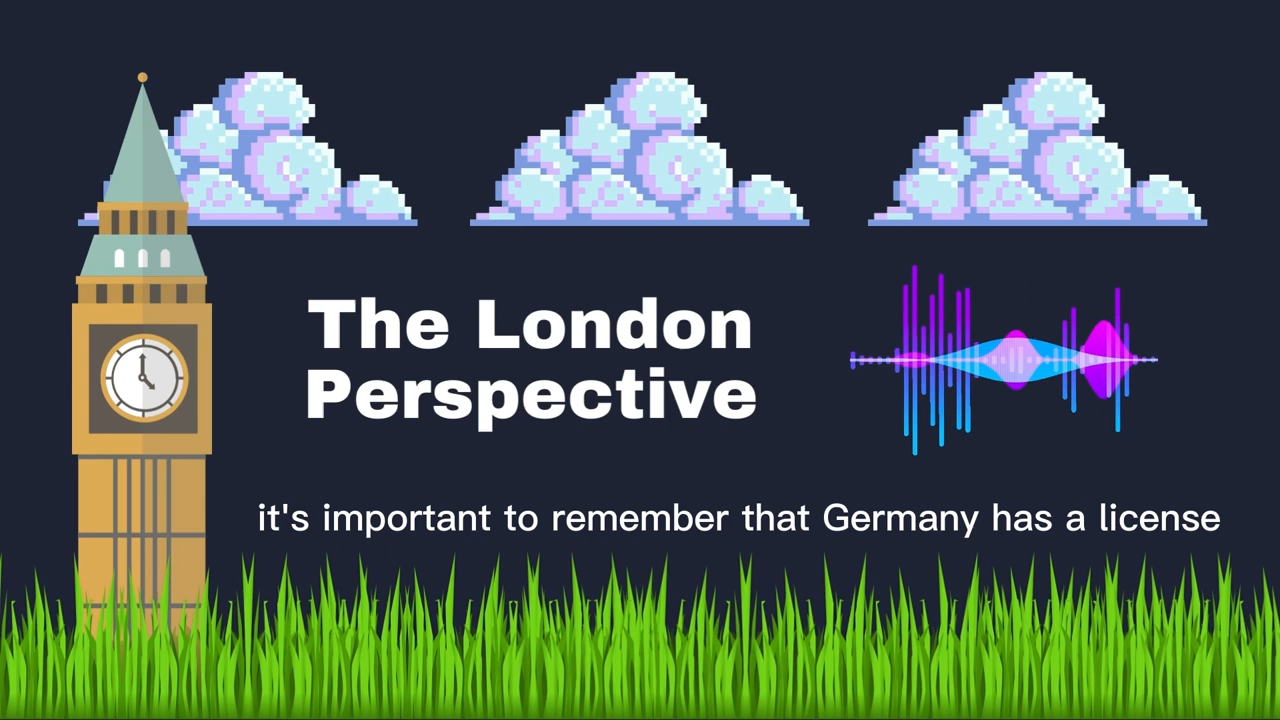 The London
Perspective
it's important to remember that Germany has a license